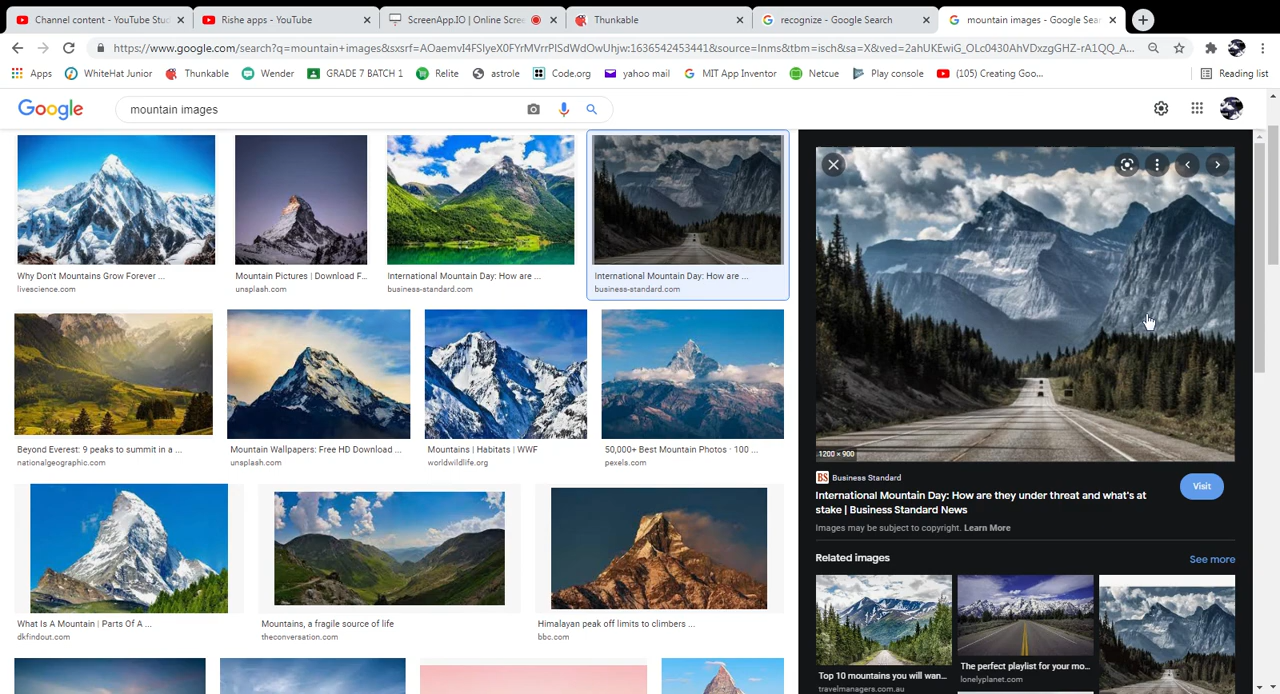 Channel content - YouTube Stud
Rishe apps - YouTube
ScreenApp.IO | Online Scree
Thunkable
recognize - Google Search
mountain images - Google Sear
https://www.google.com/search?q=mountain+images&sxsrf=AOaemvI4FSlyeX0FYrMVrrPISdWdOwUhjw:1636542453441&source=lnms&tbm=isch&sa=X&ved=2ahUKEwiG_OLc0430AhVDxzgGHZ-rA1QQ_A...
Apps
WhiteHat Junior
Thunkable
Wender
GRADE 7 BATCH 1
Relite
astrole
Code.org
yahoo mail
MIT App Inventor
Netcue
Play console
(105) Creating Goo...
Reading list
Google
mountain images
Why Don't Mountains Grow Forever ...
livescience.com
Mountain Pictures | Download F...
unsplash.com
International Mountain Day: How are ...
business-standard.com
International Mountain Day: How are ...
business-standard.com
Beyond Everest: 9 peaks to summit in a ...
nationalgeographic.com
Mountain Wallpapers: Free HD Download ...
unsplash.com
Mountains | Habitats | WWF
worldwildlife.org
50,000+ Best Mountain Photos · 100 ...
pexels.com
What Is A Mountain | Parts Of A ...
dkfindout.com
Mountains, a fragile source of life
theconversation.com
Himalayan peak off limits to climbers ...
bbc.com
1200 × 900
BS Business Standard
International Mountain Day: How are they under threat and what's at
stake | Business Standard News
Visit
Images may be subject to copyright. Learn More
Related images
See more
Top 10 mountains you will wan...
travelmanagers.com.au
The perfect playlist for your mo...
lonelyplanet.com